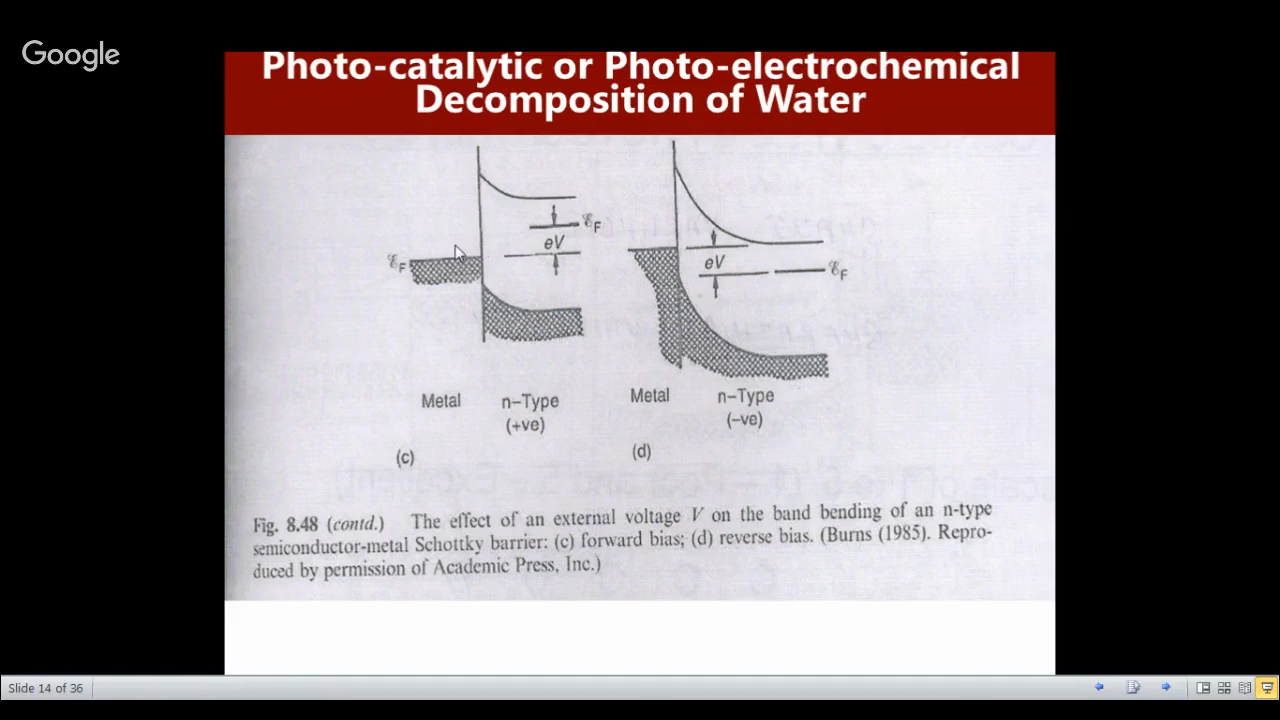 Google
Photo-catalytic or Photo-electrochemical
Decomposition of Water
ℰF
eV
ℰF
eV
ℰF
Metal
n–Type
(+ve)
(c)
Metal
n–Type
(–ve)
(d)
Fig. 8.48 (contd.) The effect of an external voltage V on the band bending of an n-type
semiconductor-metal Schottky barrier: (c) forward bias; (d) reverse bias. (Burns (1985). Repro-
duced by permission of Academic Press, Inc.)
Slide 14 of 36